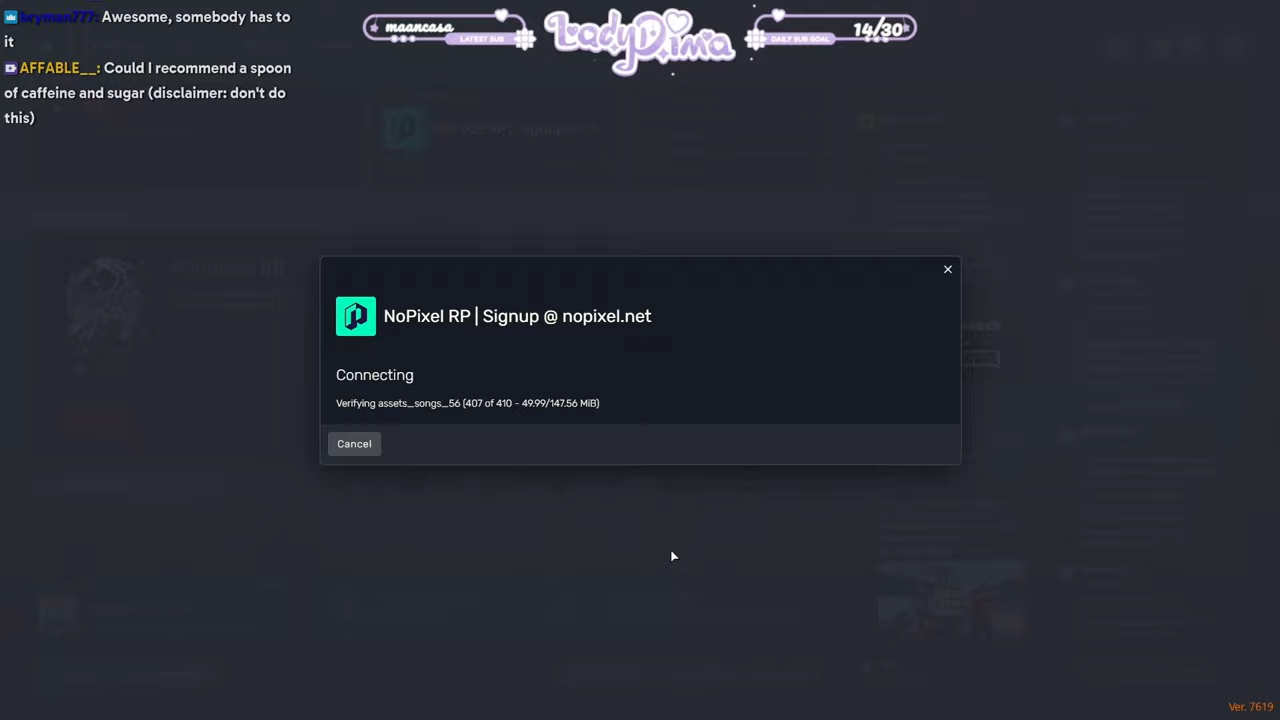 brymun777: Awesome, somebody has to
it
AFFABLE__: Could I recommend a spoon
of caffeine and sugar (disclaimer: don't do
this)
maancasa
LATEST SUB
LadyDima
14/30
DAILY SUB GOAL
NoPixel RP | Signup @ nopixel.net
Connecting
Verifying assets_songs_56 (407 of 410 - 49.99/147.56 MiB)
Cancel
Ver. 7619